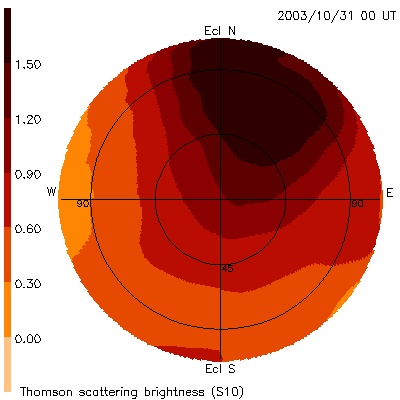 2003/10/31 00 UT
Ecl N
1.50
1.20
0.90
W
90
90
E
0.60
45
0.30
0.00
Ecl S
Thomson scattering brightness (S10)